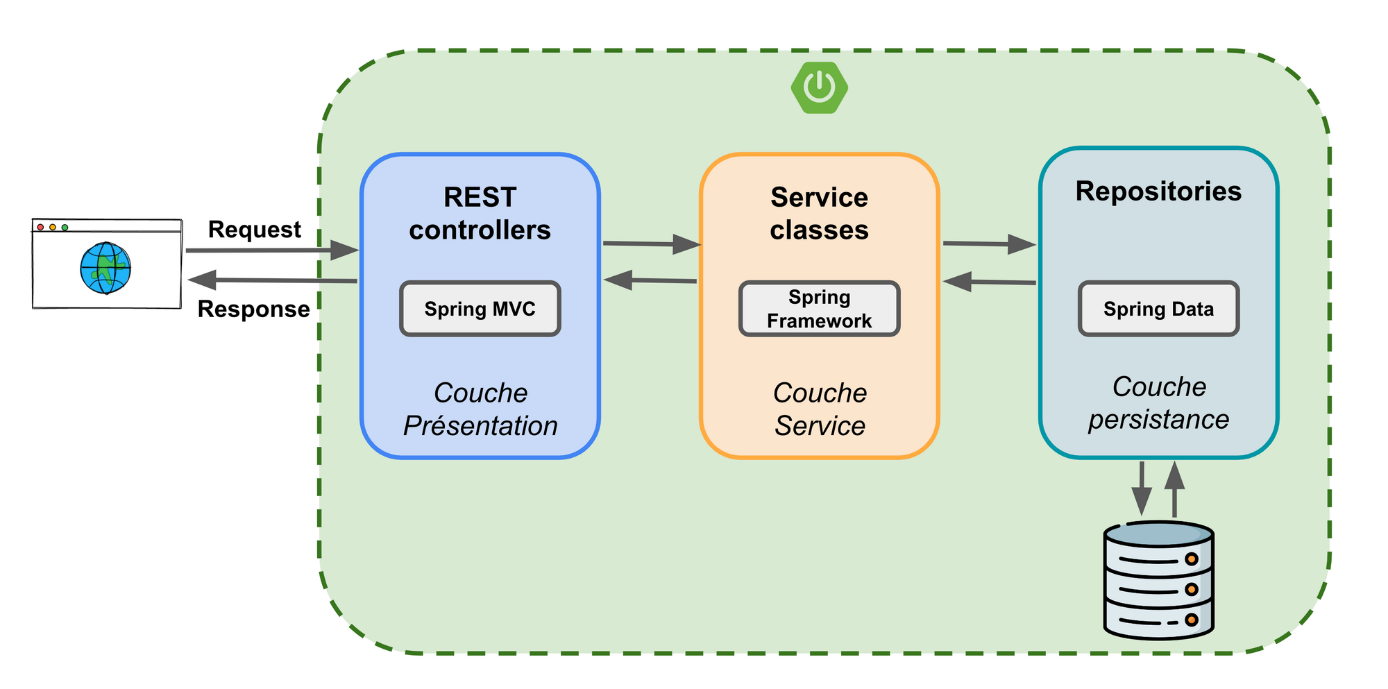 Request
Response
REST
controllers
Spring MVC
Couche
Présentation
Service
classes
Spring
Framework
Couche
Service
Repositories
Spring Data
Couche
persistance